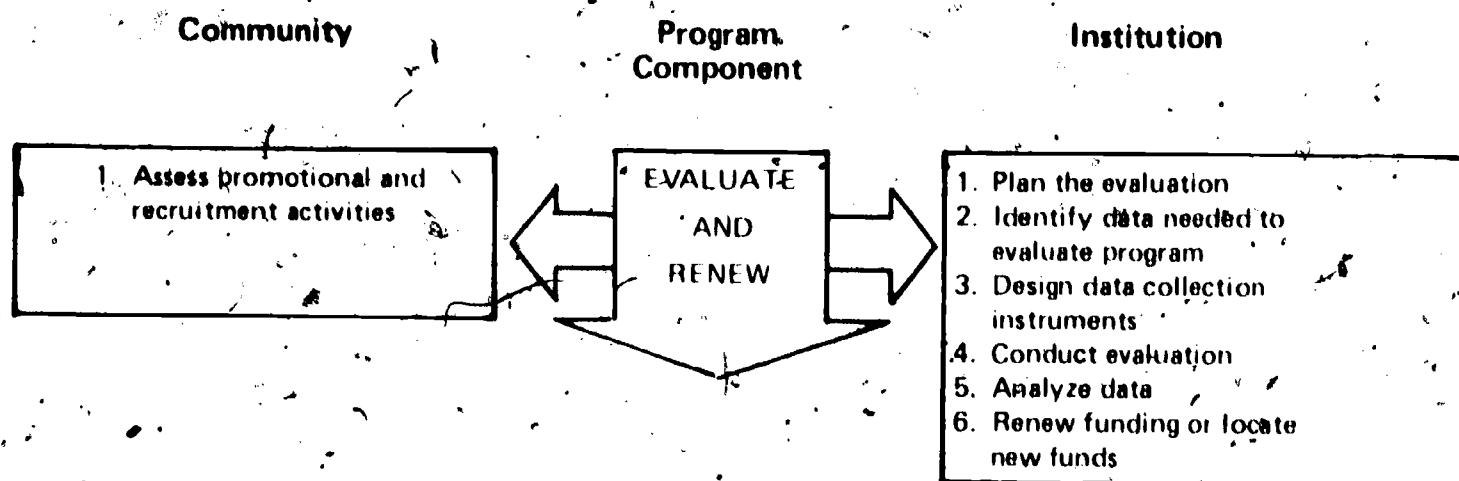 Community
Program
Component
Institution
1. Assess promotional and
recruitment activities
EVALUATE
AND
RENEW
1. Plan the evaluation
2. Identify data needed to
evaluate program
3. Design data collection
instruments
4. Conduct evaluation
5. Analyze data
6. Renew funding or locate
new funds